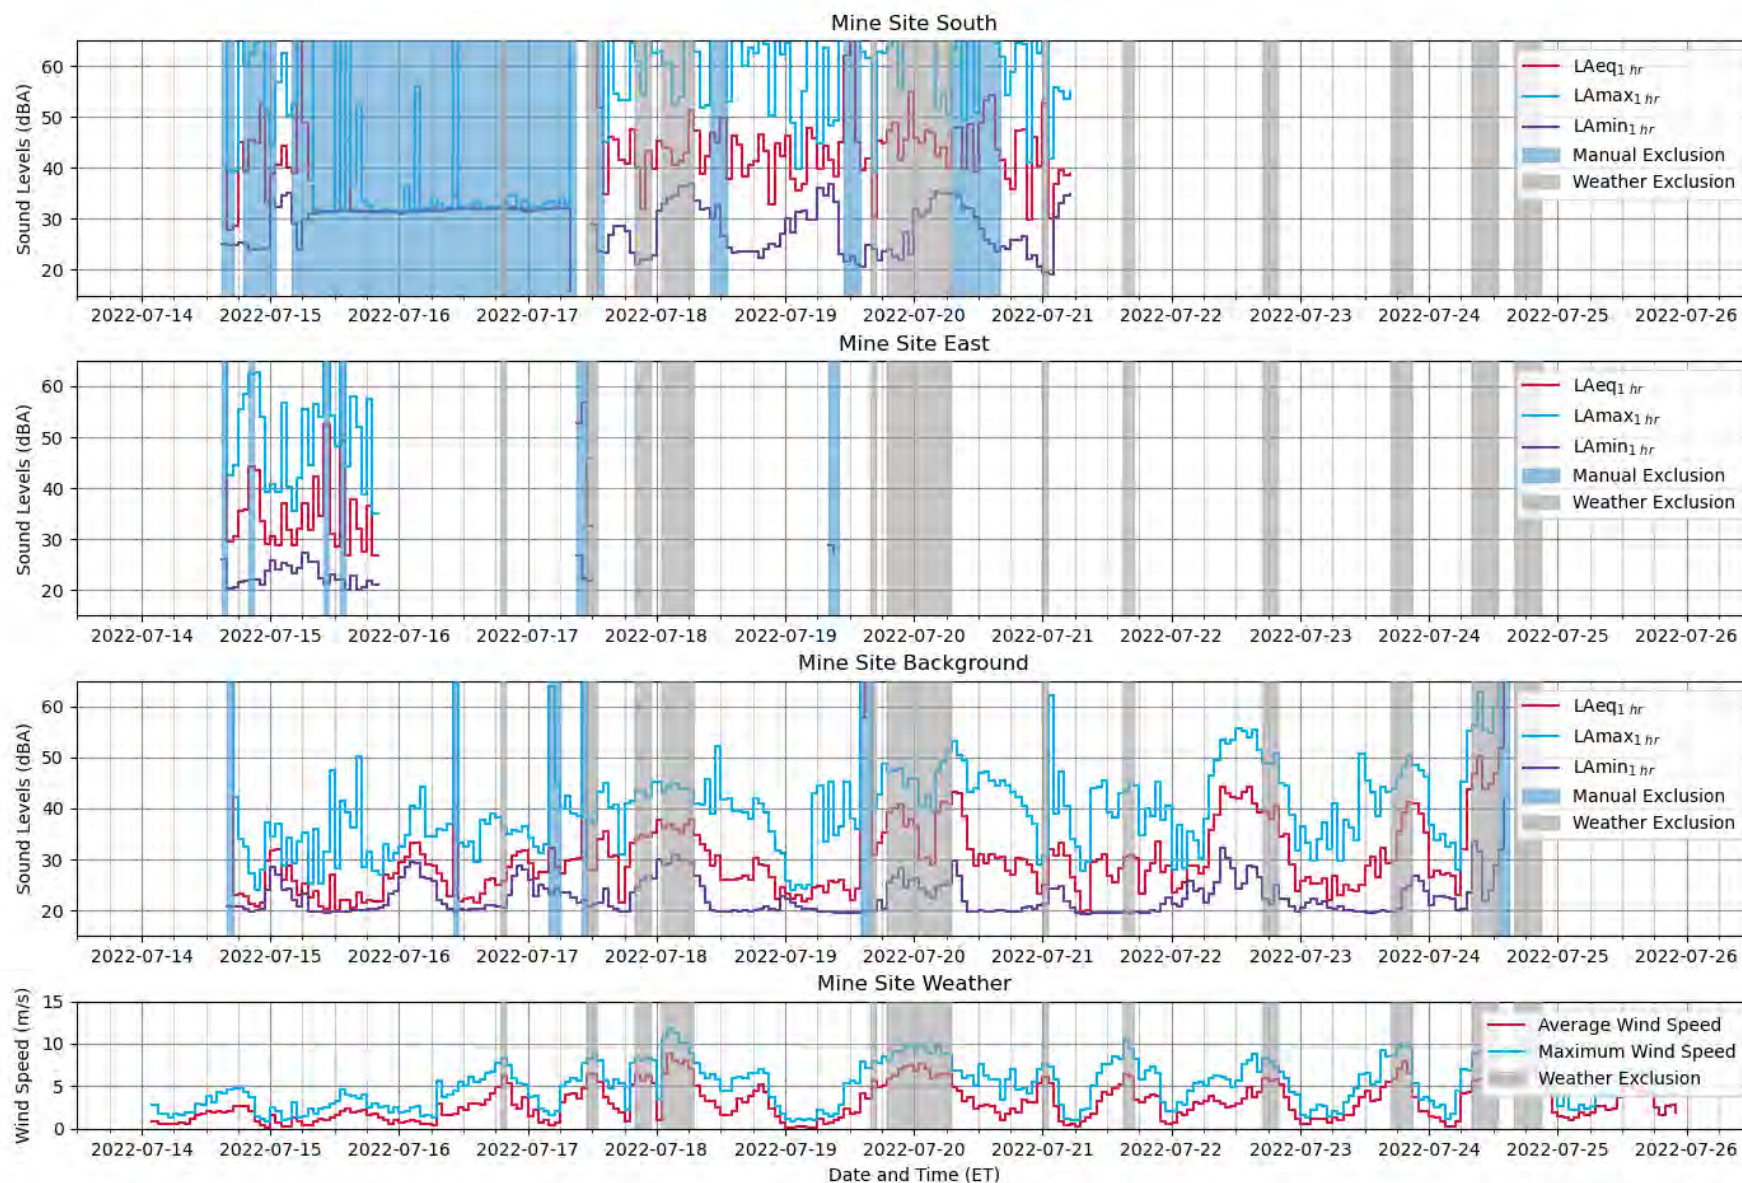 Mine Site South
Sound Levels (dBA)
60
50
40
30
20
LAeq1 hr
LAmax1 hr
LAmin1 hr
Manual Exclusion
Weather Exclusion
2022-07-14 2022-07-15 2022-07-16 2022-07-17 2022-07-18 2022-07-19 2022-07-20 2022-07-21 2022-07-22 2022-07-23 2022-07-24 2022-07-25 2022-07-26
Mine Site East
Sound Levels (dBA)
60
50
40
30
20
LAeq1 hr
LAmax1 hr
LAmin1 hr
Manual Exclusion
Weather Exclusion
2022-07-14 2022-07-15 2022-07-16 2022-07-17 2022-07-18 2022-07-19 2022-07-20 2022-07-21 2022-07-22 2022-07-23 2022-07-24 2022-07-25 2022-07-26
Mine Site Background
Sound Levels (dBA)
60
50
40
30
20
LAeq1 hr
LAmax1 hr
LAmin1 hr
Manual Exclusion
Weather Exclusion
2022-07-14 2022-07-15 2022-07-16 2022-07-17 2022-07-18 2022-07-19 2022-07-20 2022-07-21 2022-07-22 2022-07-23 2022-07-24 2022-07-25 2022-07-26
Mine Site Weather
Wind Speed (m/s)
15
10
5
0
Average Wind Speed
Maximum Wind Speed
Weather Exclusion
2022-07-14 2022-07-15 2022-07-16 2022-07-17 2022-07-18 2022-07-19 2022-07-20 2022-07-21 2022-07-22 2022-07-23 2022-07-24 2022-07-25 2022-07-26
Date and Time (ET)